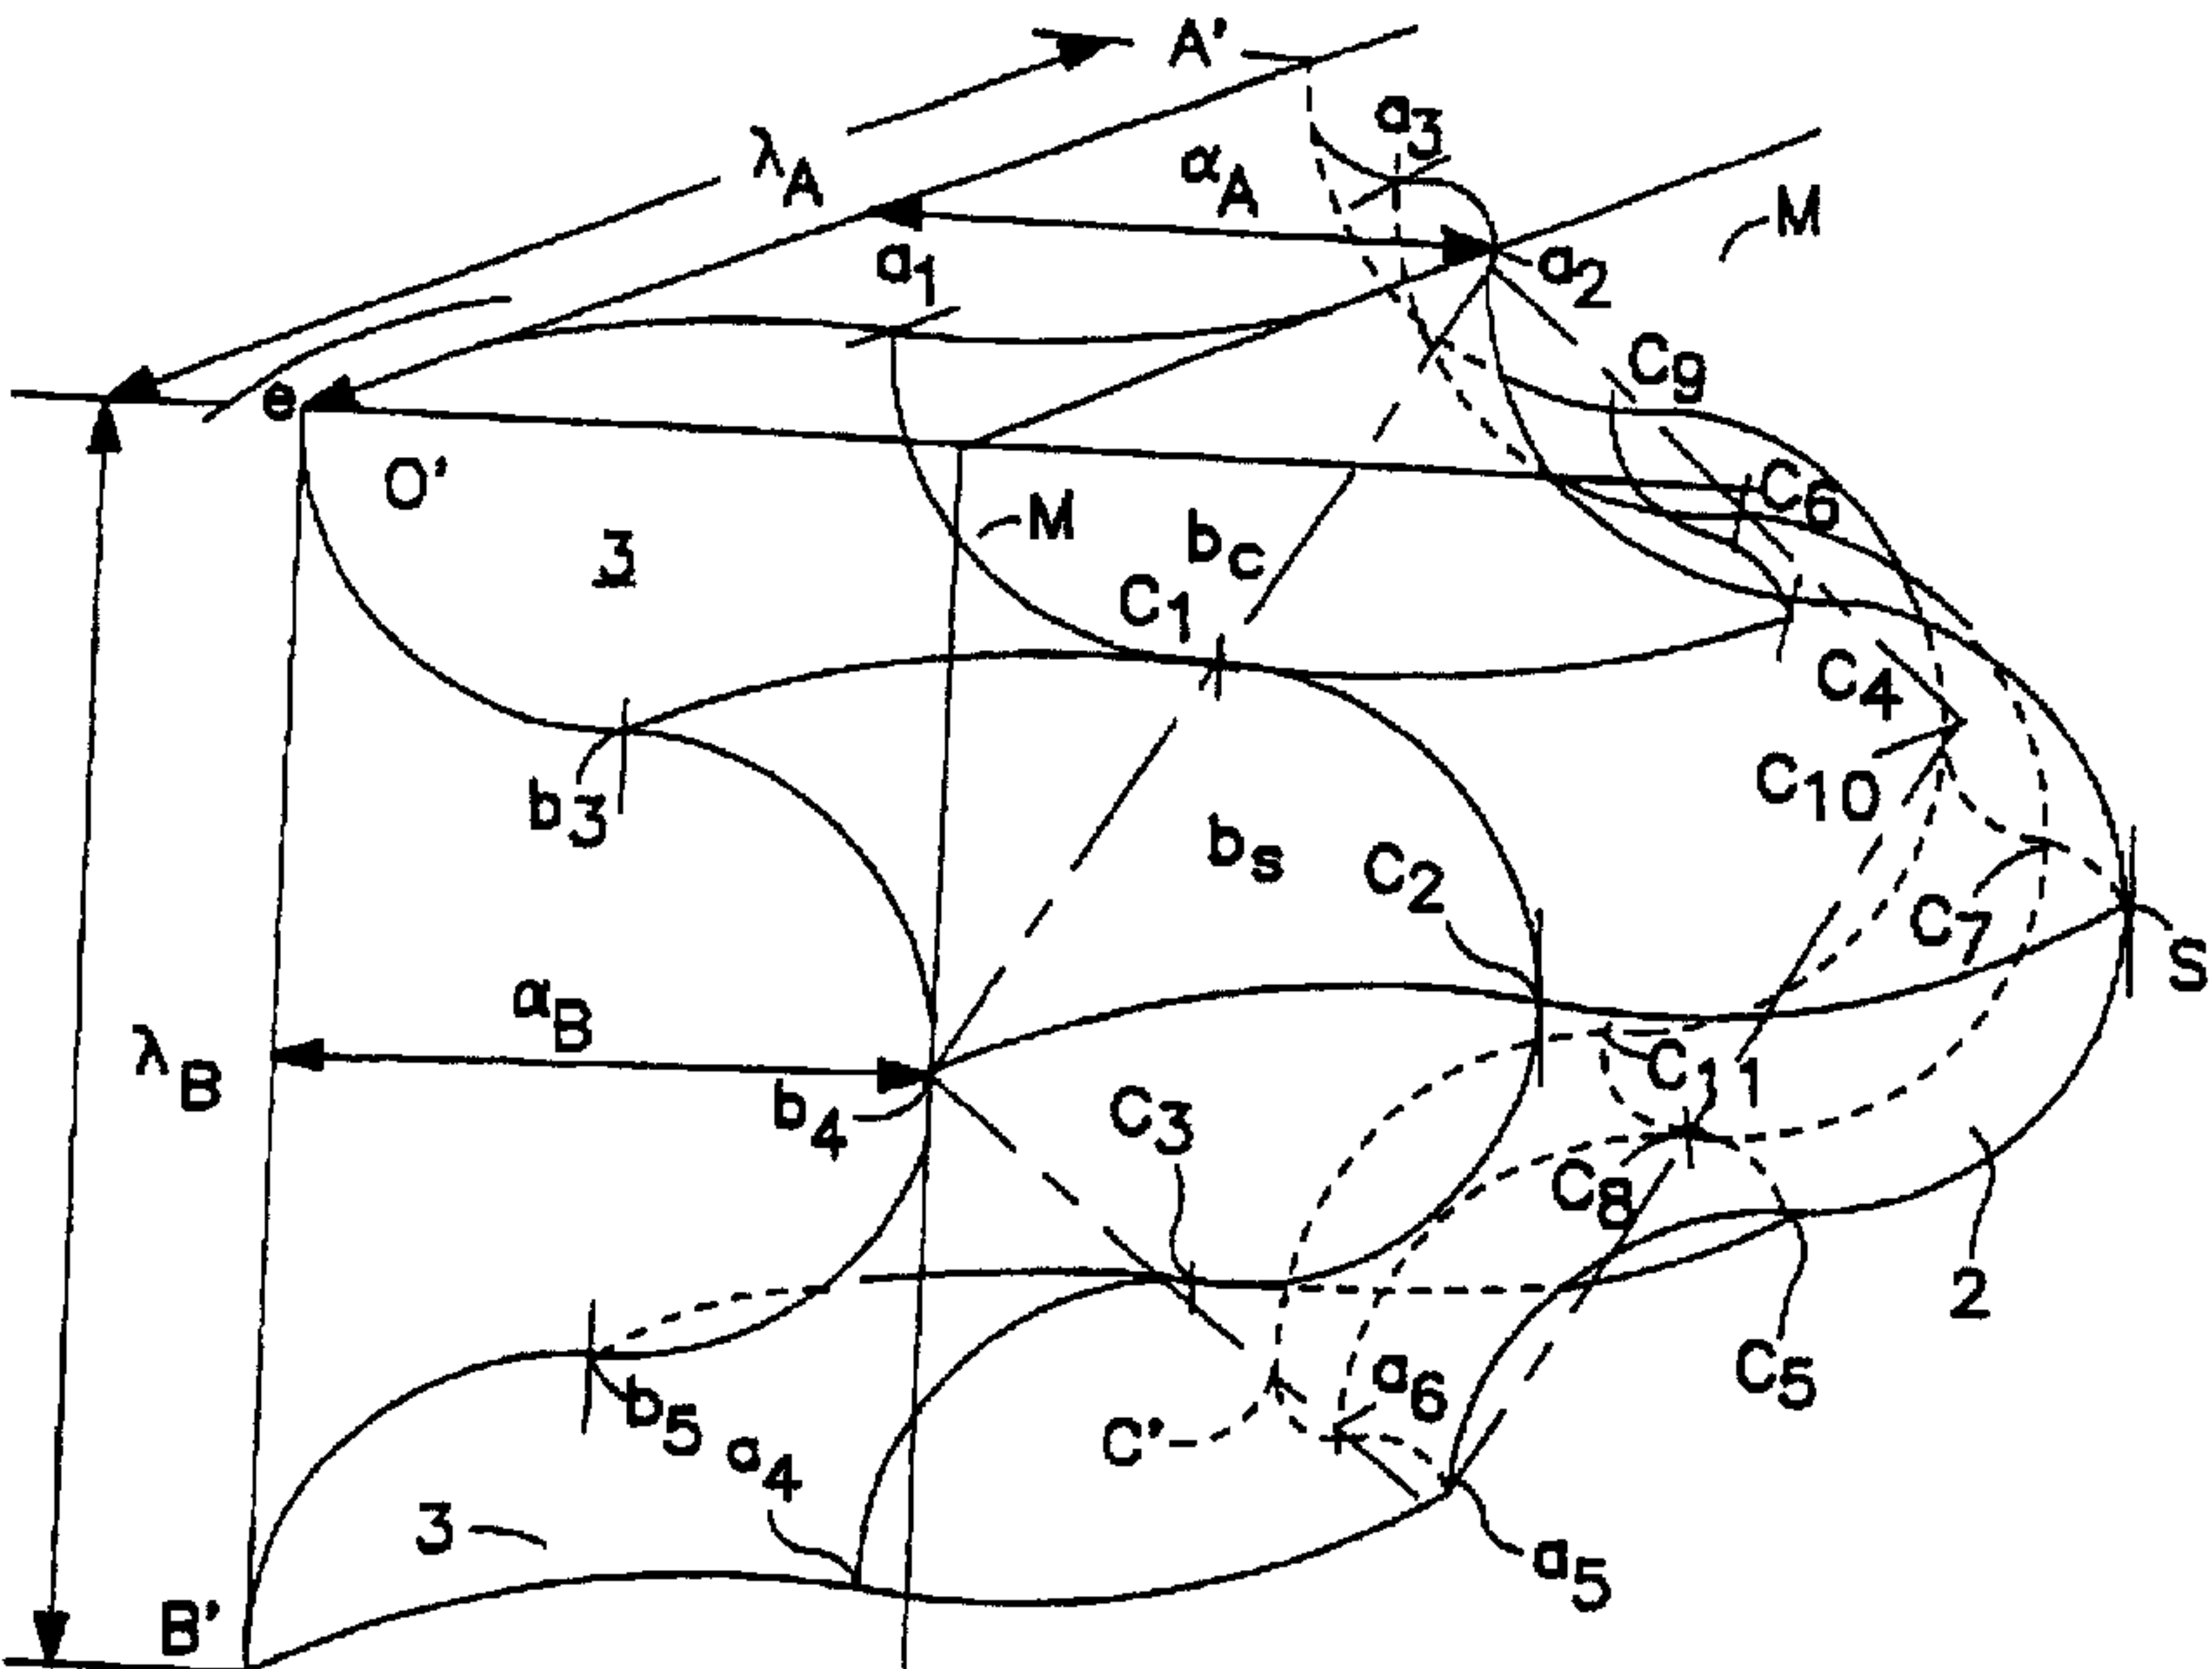 A'
a3
λA
αA
M
a1
a2
C9
e
O'
C6
3
M
bC
C1
C4
b3
C10
bs
C2
C7
S
αB
λB
C11
b4
C3
C8
2
a6
C5
b5
a4
C'
3
a5
B'